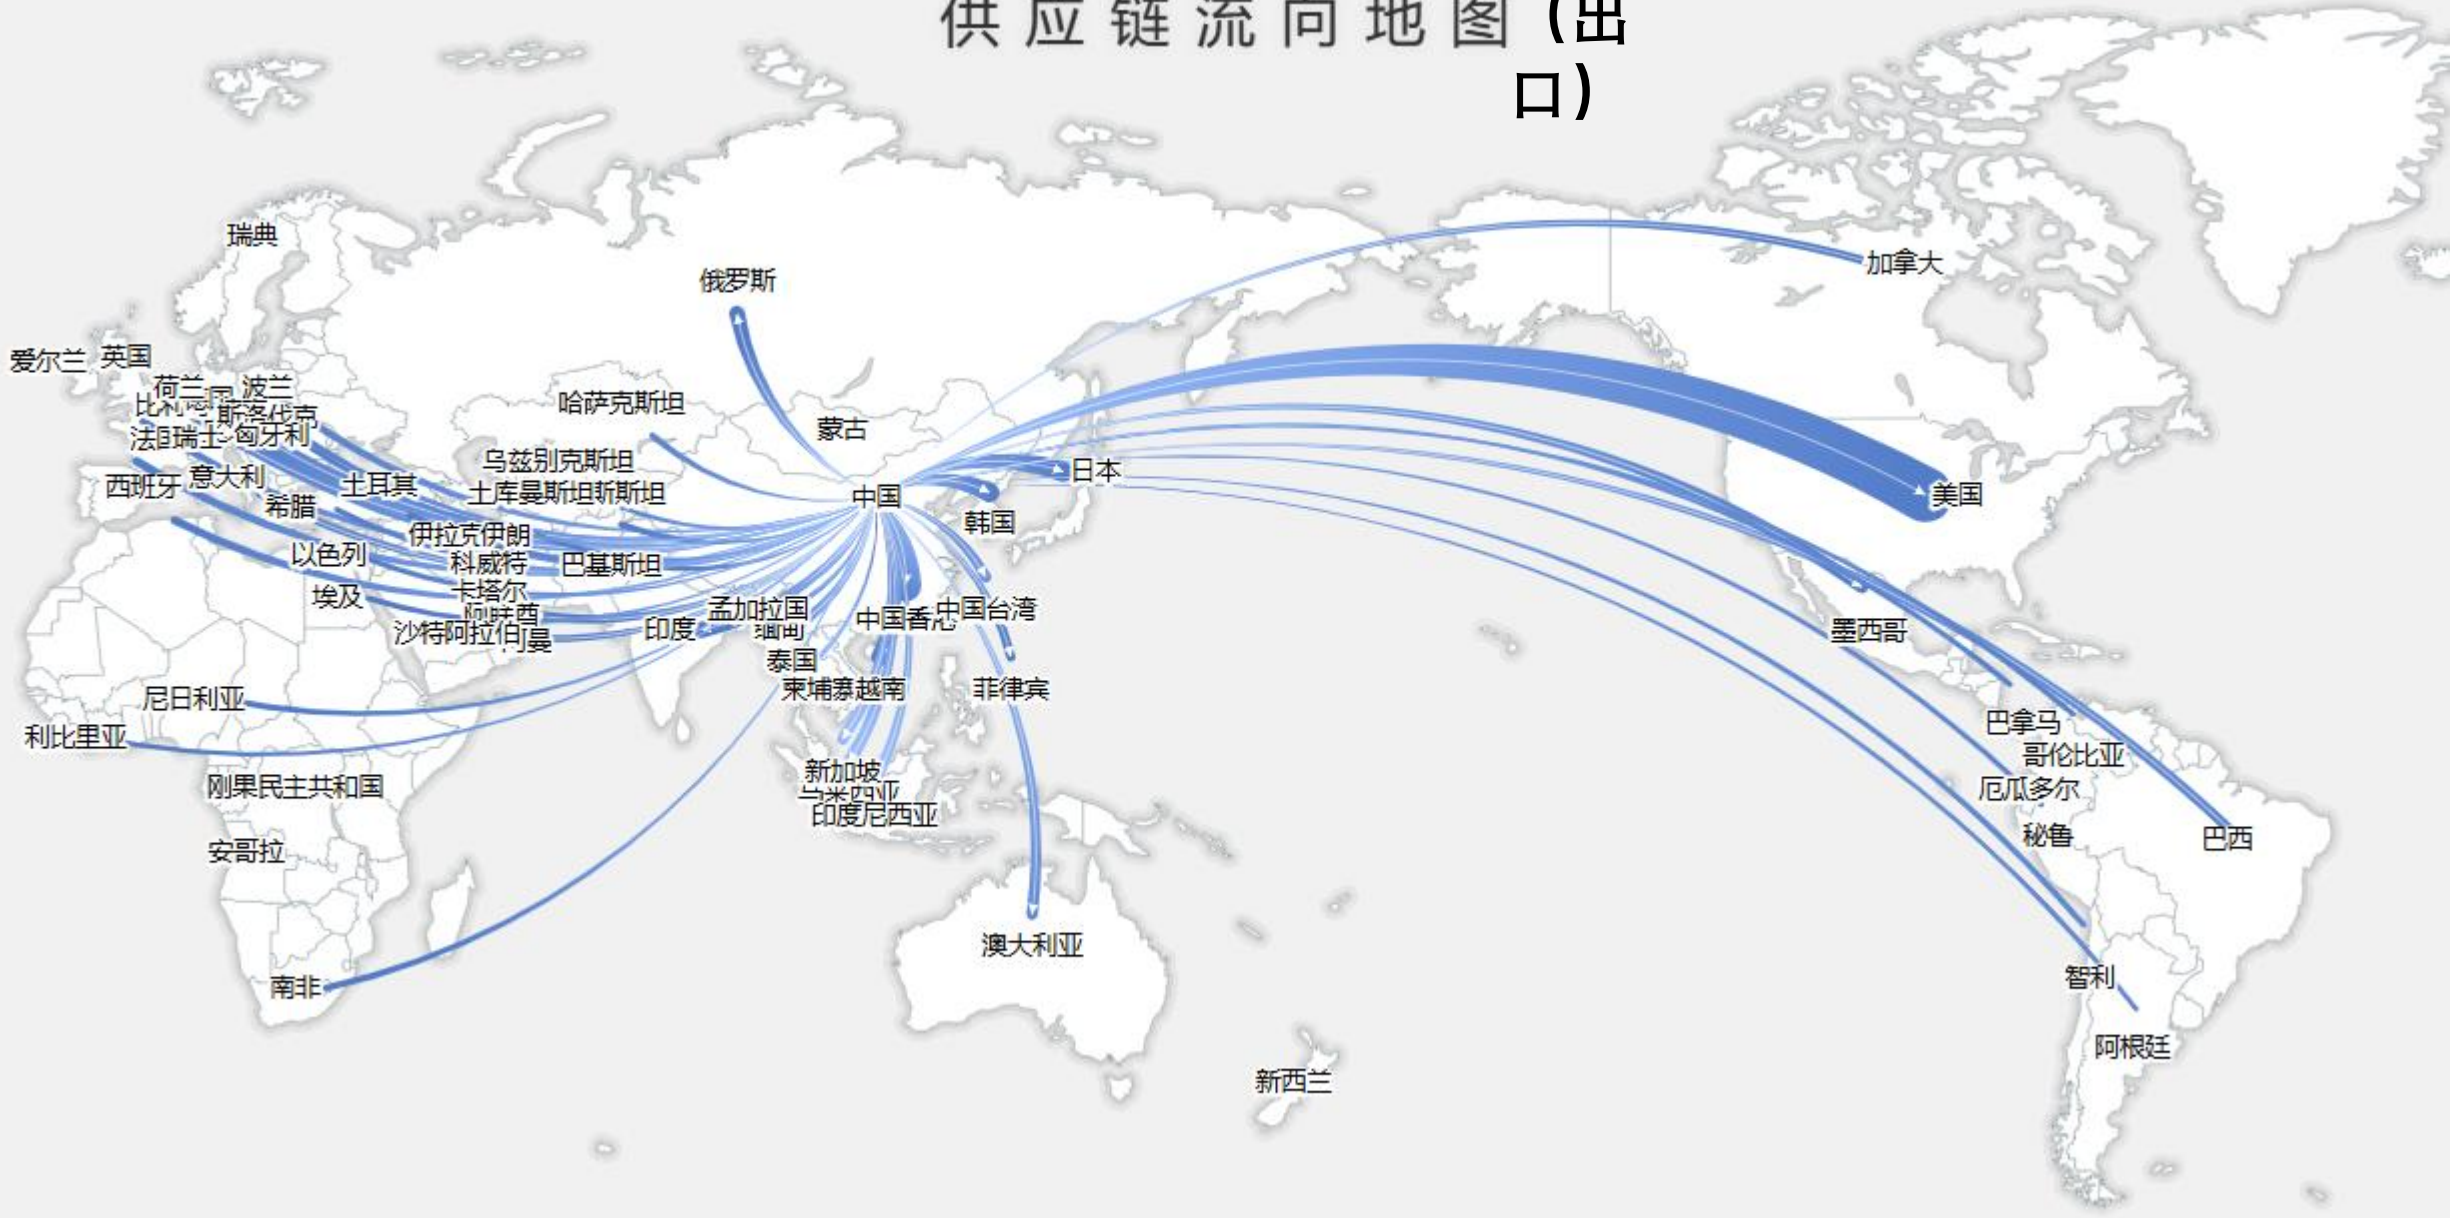 供应链流向地图(出
口)
瑞典
俄罗斯
加拿大
爱尔兰
英国
荷兰
波兰
斯洛伐克
哈萨克斯坦
蒙古
瑞士
匈牙利
乌兹别克斯坦
日本
西班牙
意大利
土耳其
土库曼斯坦
中国
美国
希腊
韩国
伊拉克
伊朗
以色列
科威特
巴基斯坦
卡塔尔
埃及
孟加拉国
中国台湾
沙特阿拉伯
印度
缅甸
墨西哥
泰国
柬埔寨
越南
菲律宾
尼日利亚
利比里亚
巴拿马
哥伦比亚
新加坡
刚果民主共和国
厄瓜多尔
印度尼西亚
秘鲁
巴西
安哥拉
澳大利亚
智利
南非
阿根廷
新西兰